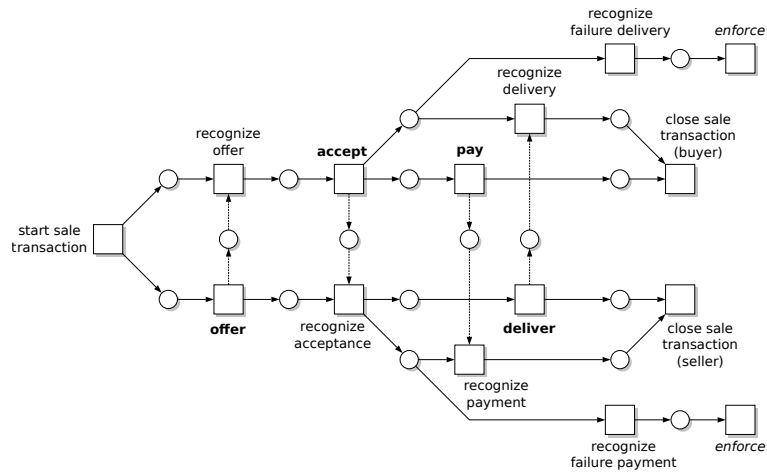 recognize
failure delivery
enforce
recognize
delivery
recognize
offer
accept
pay
close sale
transaction
(buyer)
start sale
transaction
offer
recognize
acceptance
deliver
close sale
transaction
(seller)
recognize
payment
recognize
failure payment
enforce